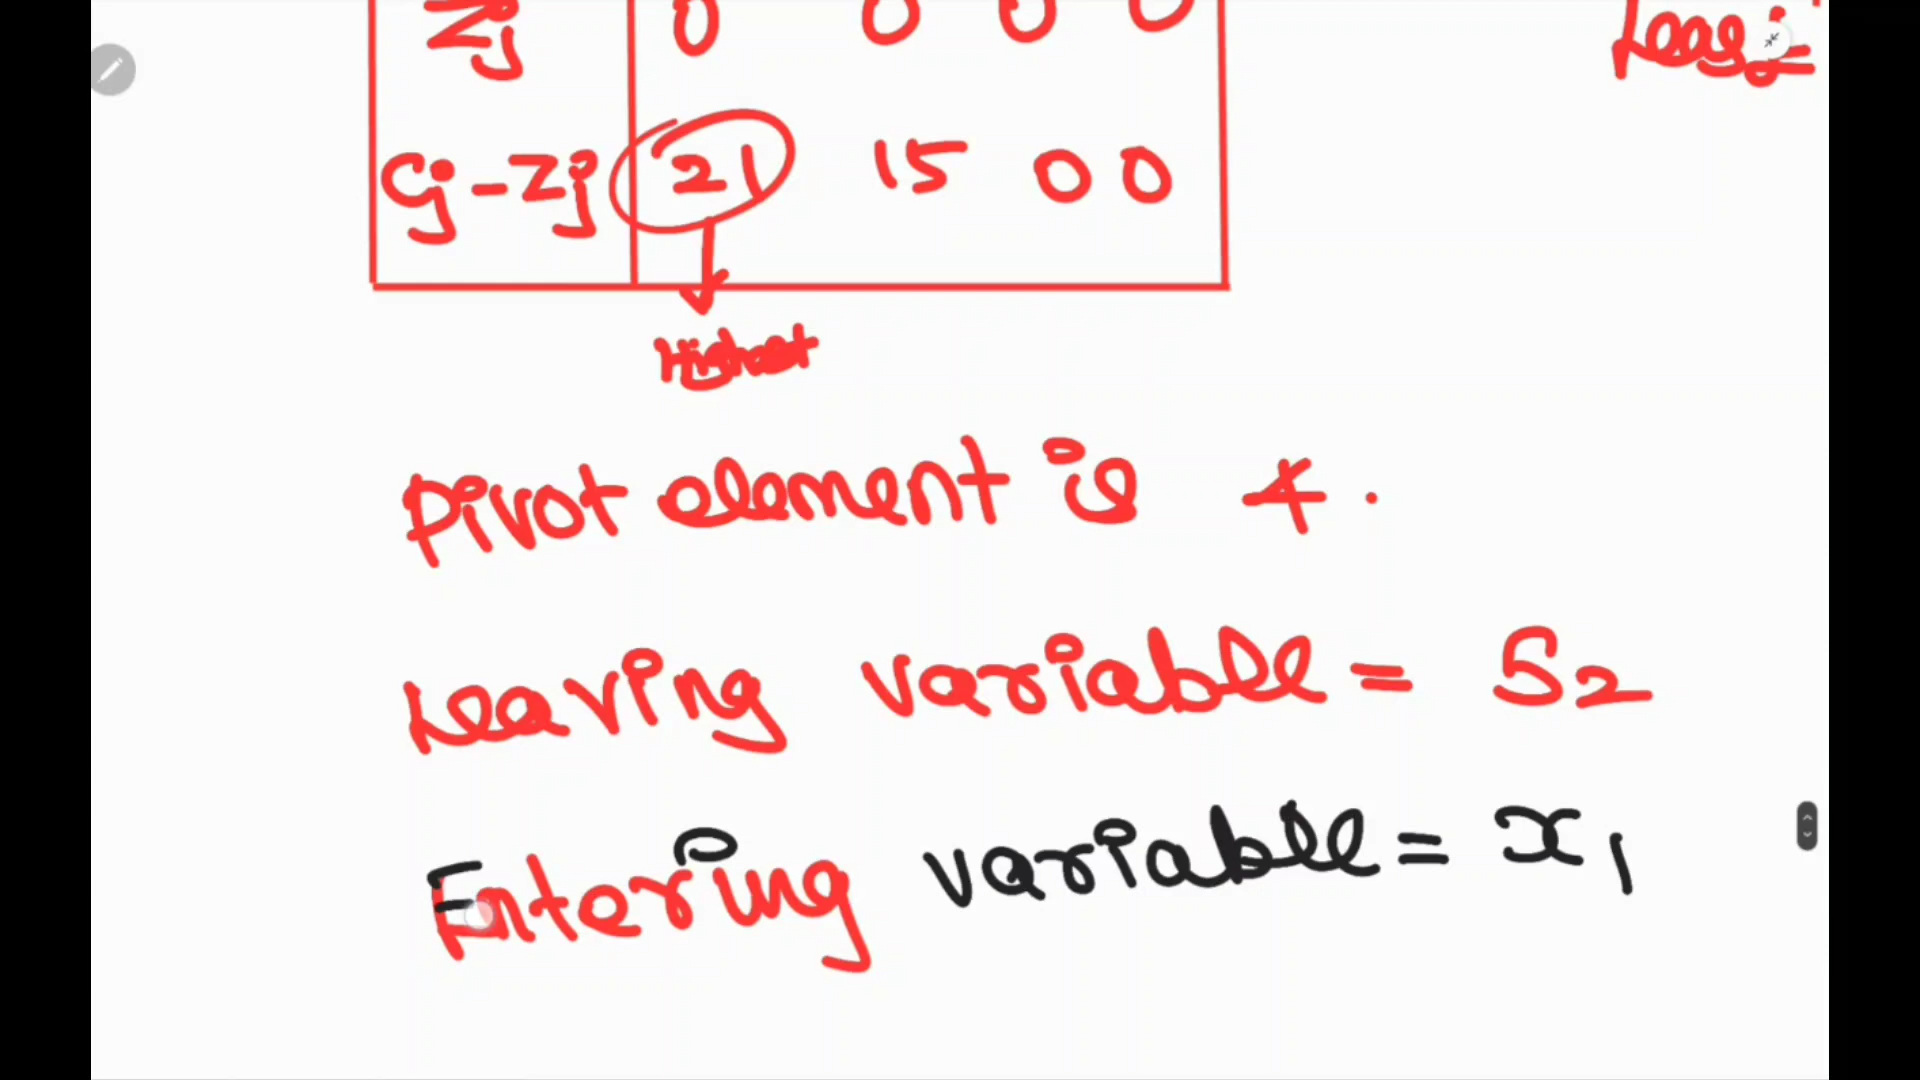 Zj 0 0 0 0
Cj - Zj 21 15 0 0
Highest
Pivot element is 4.
Leaving variable = S2
Entering variable = x1